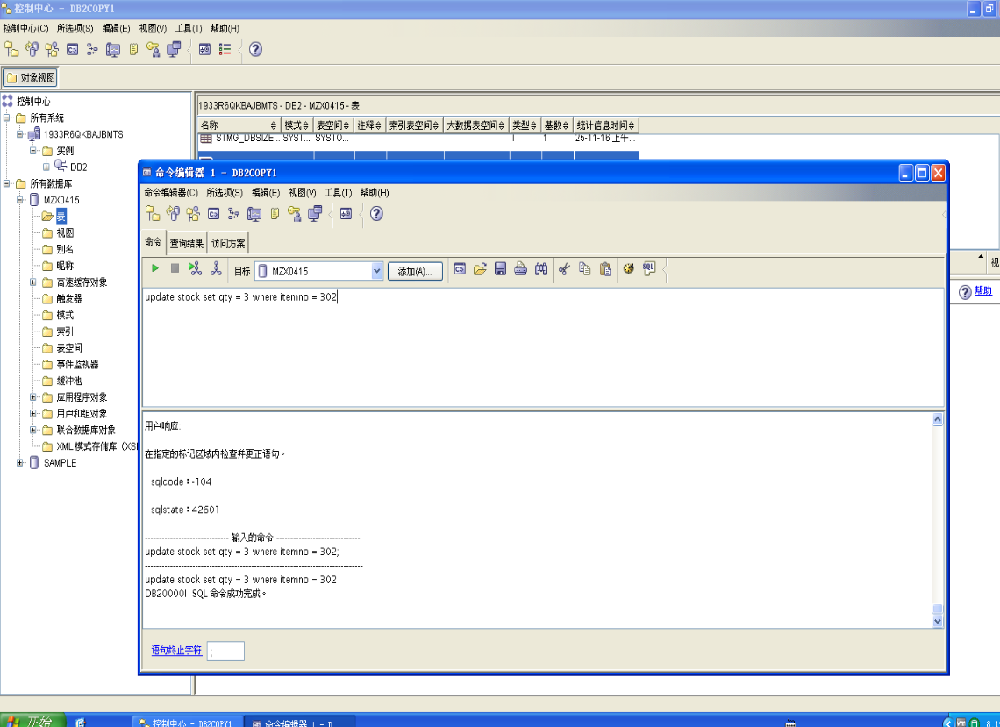 控制中心 - DB2COPY1
控制中心(C) 所选项(S) 编辑(E) 视图(V) 工具(T) 帮助(H)
对象视图
控制中心
所有系统
1933R6QKBAJBMTS
实例
DB2
所有数据库
MZX0415
表
视图
别名
昵称
高速缓存对象
触发器
模式
索引
表空间
事件监视器
缓冲池
应用程序对象
用户和组对象
联合数据库对象
XML 模式存储库（XS
SAMPLE
1933R6QKBAJBMTS - DB2 - MZX0415 - 表
名称 模式 表空间 注释 索引表空间 大数据表空间 类型 基数 统计信息时间
STMG_DBSIZE... SYST... SYSTO... T 1 25-11-16 上午...
视
帮助
命令编辑器 1 - DB2COPY1
命令编辑器(C) 所选项(S) 编辑(E) 视图(V) 工具(T) 帮助(H)
命令 查询结果 访问方案
目标 MZX0415 添加(A)...
update stock set qty = 3 where itemno = 302
用户响应:
在指定的标记区域内检查并更正语句。
sqlcode：-104
sqlstate：42601
------------------------------ 输入的命令 ------------------------------
update stock set qty = 3 where itemno = 302;
------------------------------------------------------------------------------
update stock set qty = 3 where itemno = 302
DB20000I SQL 命令成功完成。
语句终止字符 ;
开始 控制中心 - DB2COPY1 命令编辑器 1 - D...